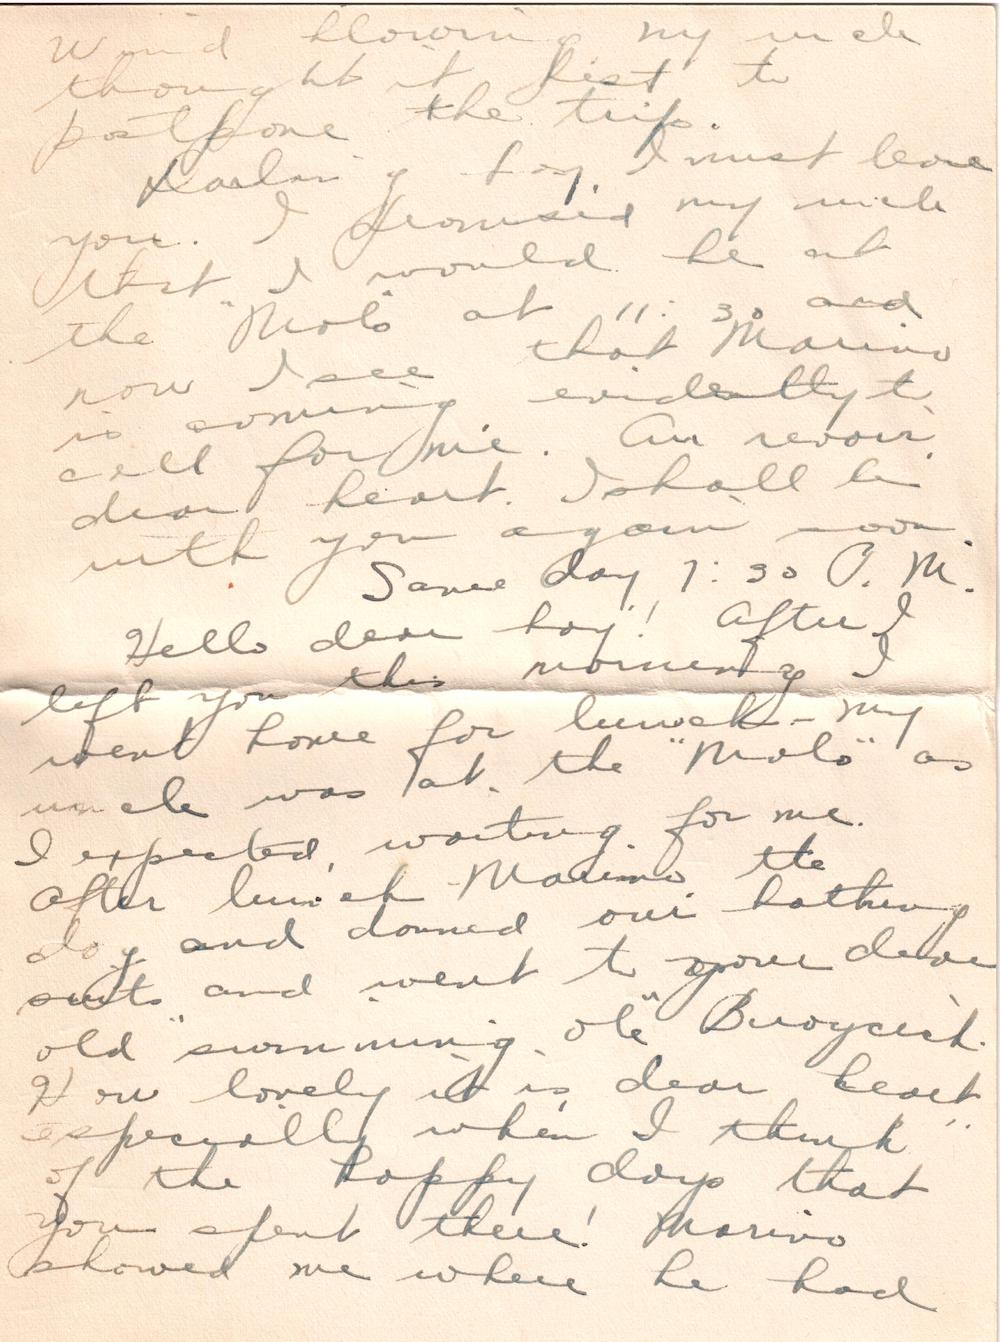 Wind blowing my uncle
thought it best to
postpone the trip.
Darling boy, I must leave
you. I promised my uncle
that I would be at
the "Molo" at 11:30 and
now I see that Marino
is coming evidently to
call for me. Au revoir
dear heart. I shall be
with you again soon
Same day 7:30 P.M.
Hello dear boy! After I
left you this morning I
went home for lunch - my
uncle was at the "Molo" as
I expected, waiting for me.
After lunch Marino the
dog and donned our bathing
suits and went to your dear
old "swimming ole"
How lovely it is, dear heart
especially when I think
of the happy days that
you spent there! Marino
showed me where he had